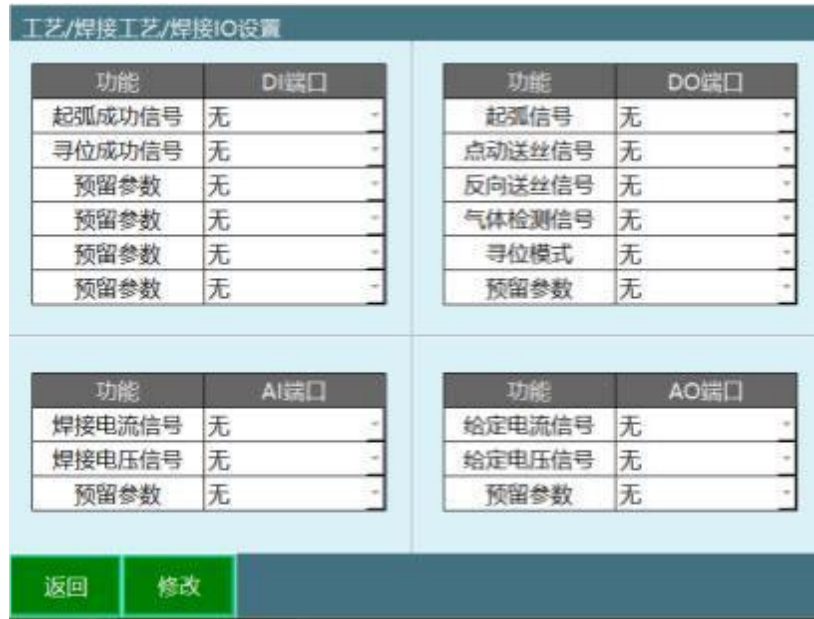 工艺/焊接工艺/焊接IO设置
功能 DI端口
起弧成功信号 无
寻位成功信号 无
预留参数 无
预留参数 无
预留参数 无
预留参数 无
功能 DO端口
起弧信号 无
点动送丝信号 无
反向送丝信号 无
气体检测信号 无
寻位模式 无
预留参数 无
功能 AI端口
焊接电流信号 无
焊接电压信号 无
预留参数 无
功能 AO端口
给定电流信号 无
给定电压信号 无
预留参数 无
返回 修改